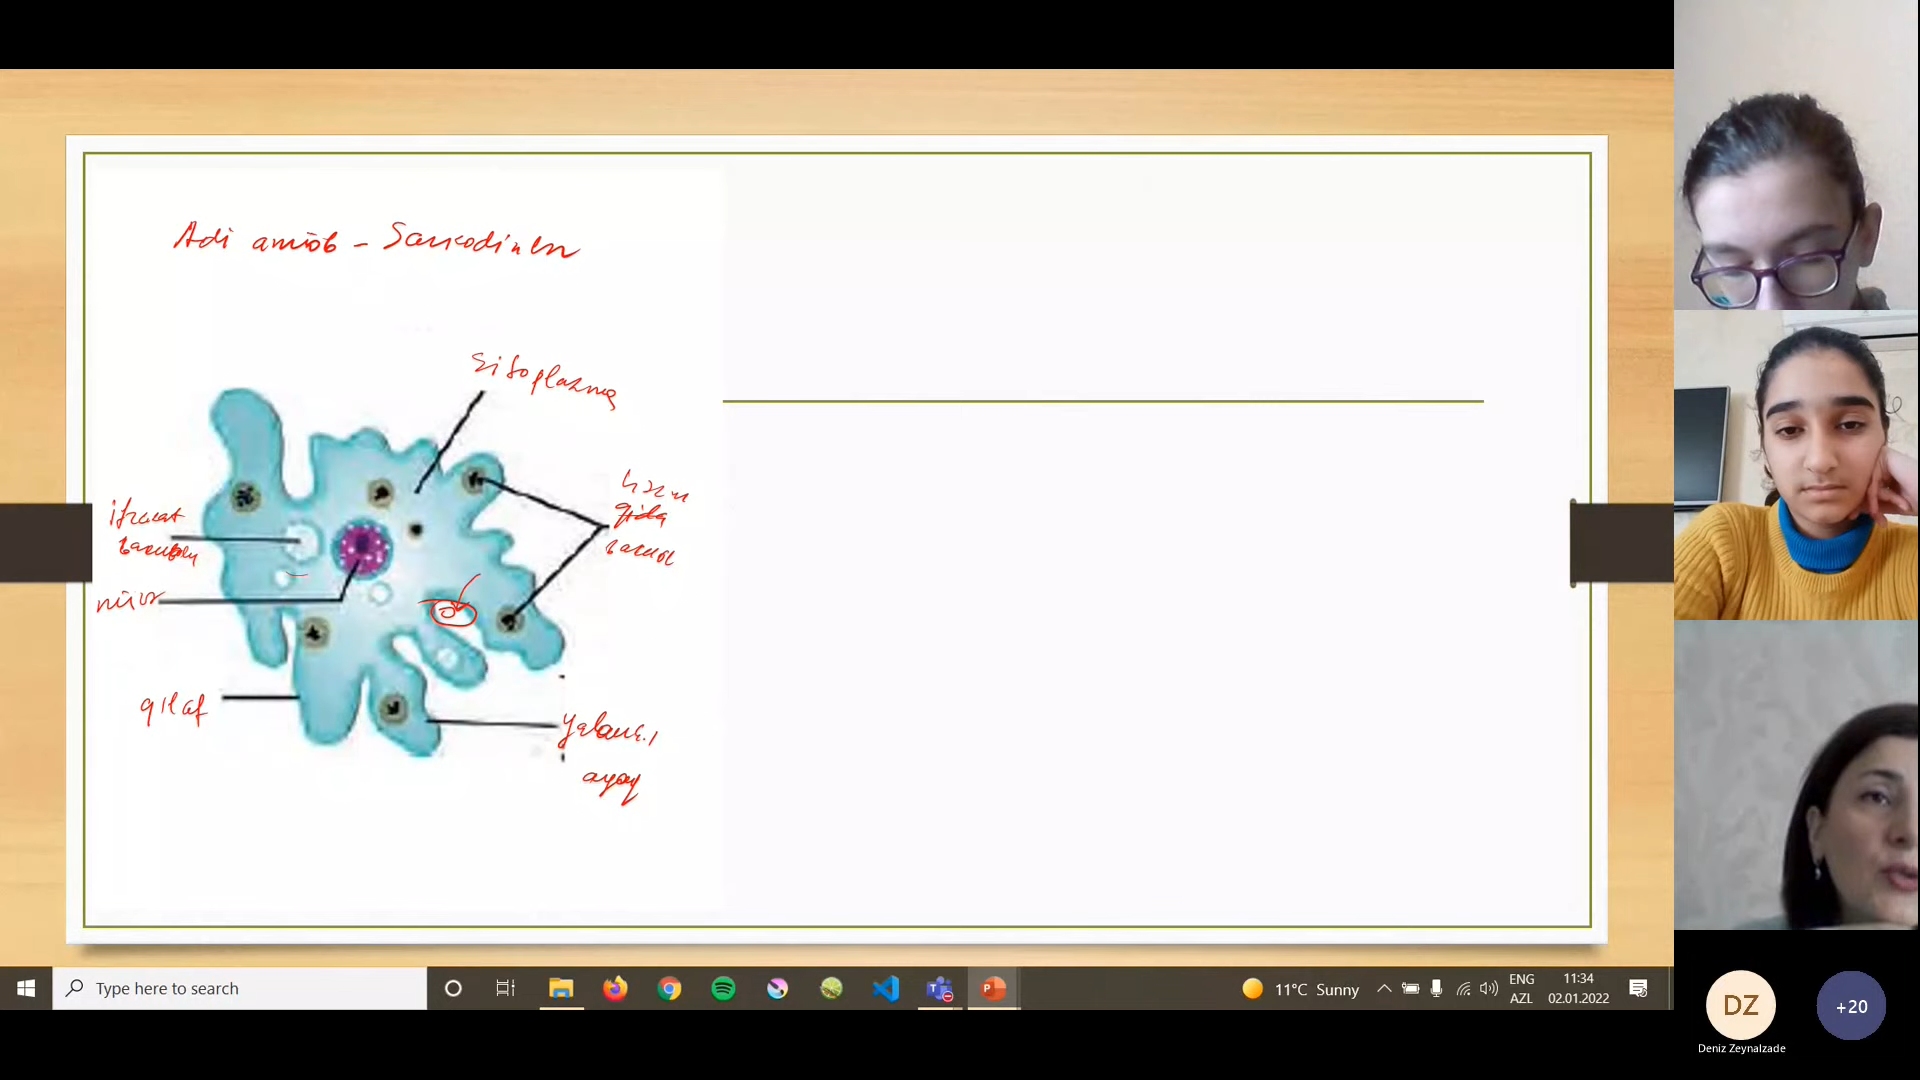 Adi amöb - Sarkodinlər
sitoplazma
həzm
qida
vakuol
ifrazat
vakuolu
nüvə
qılaf
yalançı
ayaq
Type here to search
11°C Sunny
ENG
AZL
11:34
02.01.2022
DZ
+20
Deniz Zeynalzade